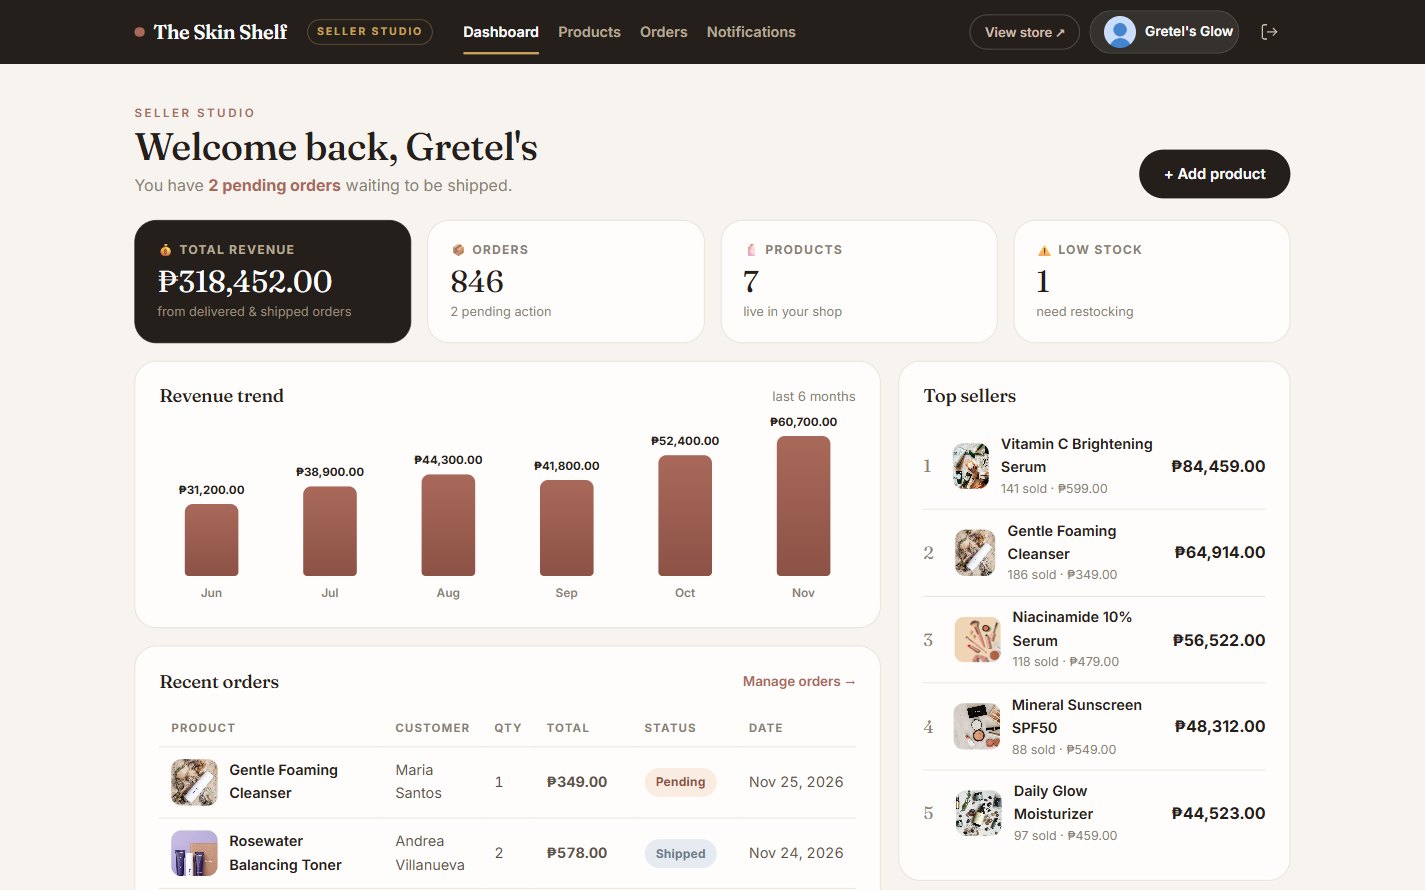 The Skin Shelf
SELLER STUDIO
Dashboard
Products
Orders
Notifications
View store ↗
Gretel's Glow
SELLER STUDIO
Welcome back, Gretel's
You have 2 pending orders waiting to be shipped.
+ Add product
TOTAL REVENUE
₱318,452.00
from delivered & shipped orders
ORDERS
846
2 pending action
PRODUCTS
7
live in your shop
LOW STOCK
1
need restocking
Revenue trend
last 6 months
₱31,200.00
₱38,900.00
₱44,300.00
₱41,800.00
₱52,400.00
₱60,700.00
Jun
Jul
Aug
Sep
Oct
Nov
Top sellers
1
Vitamin C Brightening
Serum
141 sold · ₱599.00
₱84,459.00
2
Gentle Foaming
Cleanser
186 sold · ₱349.00
₱64,914.00
3
Niacinamide 10%
Serum
118 sold · ₱479.00
₱56,522.00
4
Mineral Sunscreen
SPF50
88 sold · ₱549.00
₱48,312.00
5
Daily Glow
Moisturizer
97 sold · ₱459.00
₱44,523.00
Recent orders
Manage orders →
PRODUCT
CUSTOMER
QTY
TOTAL
STATUS
DATE
Gentle Foaming
Cleanser
Maria
Santos
1
₱349.00
Pending
Nov 25, 2026
Rosewater
Balancing Toner
Andrea
Villanueva
2
₱578.00
Shipped
Nov 24, 2026